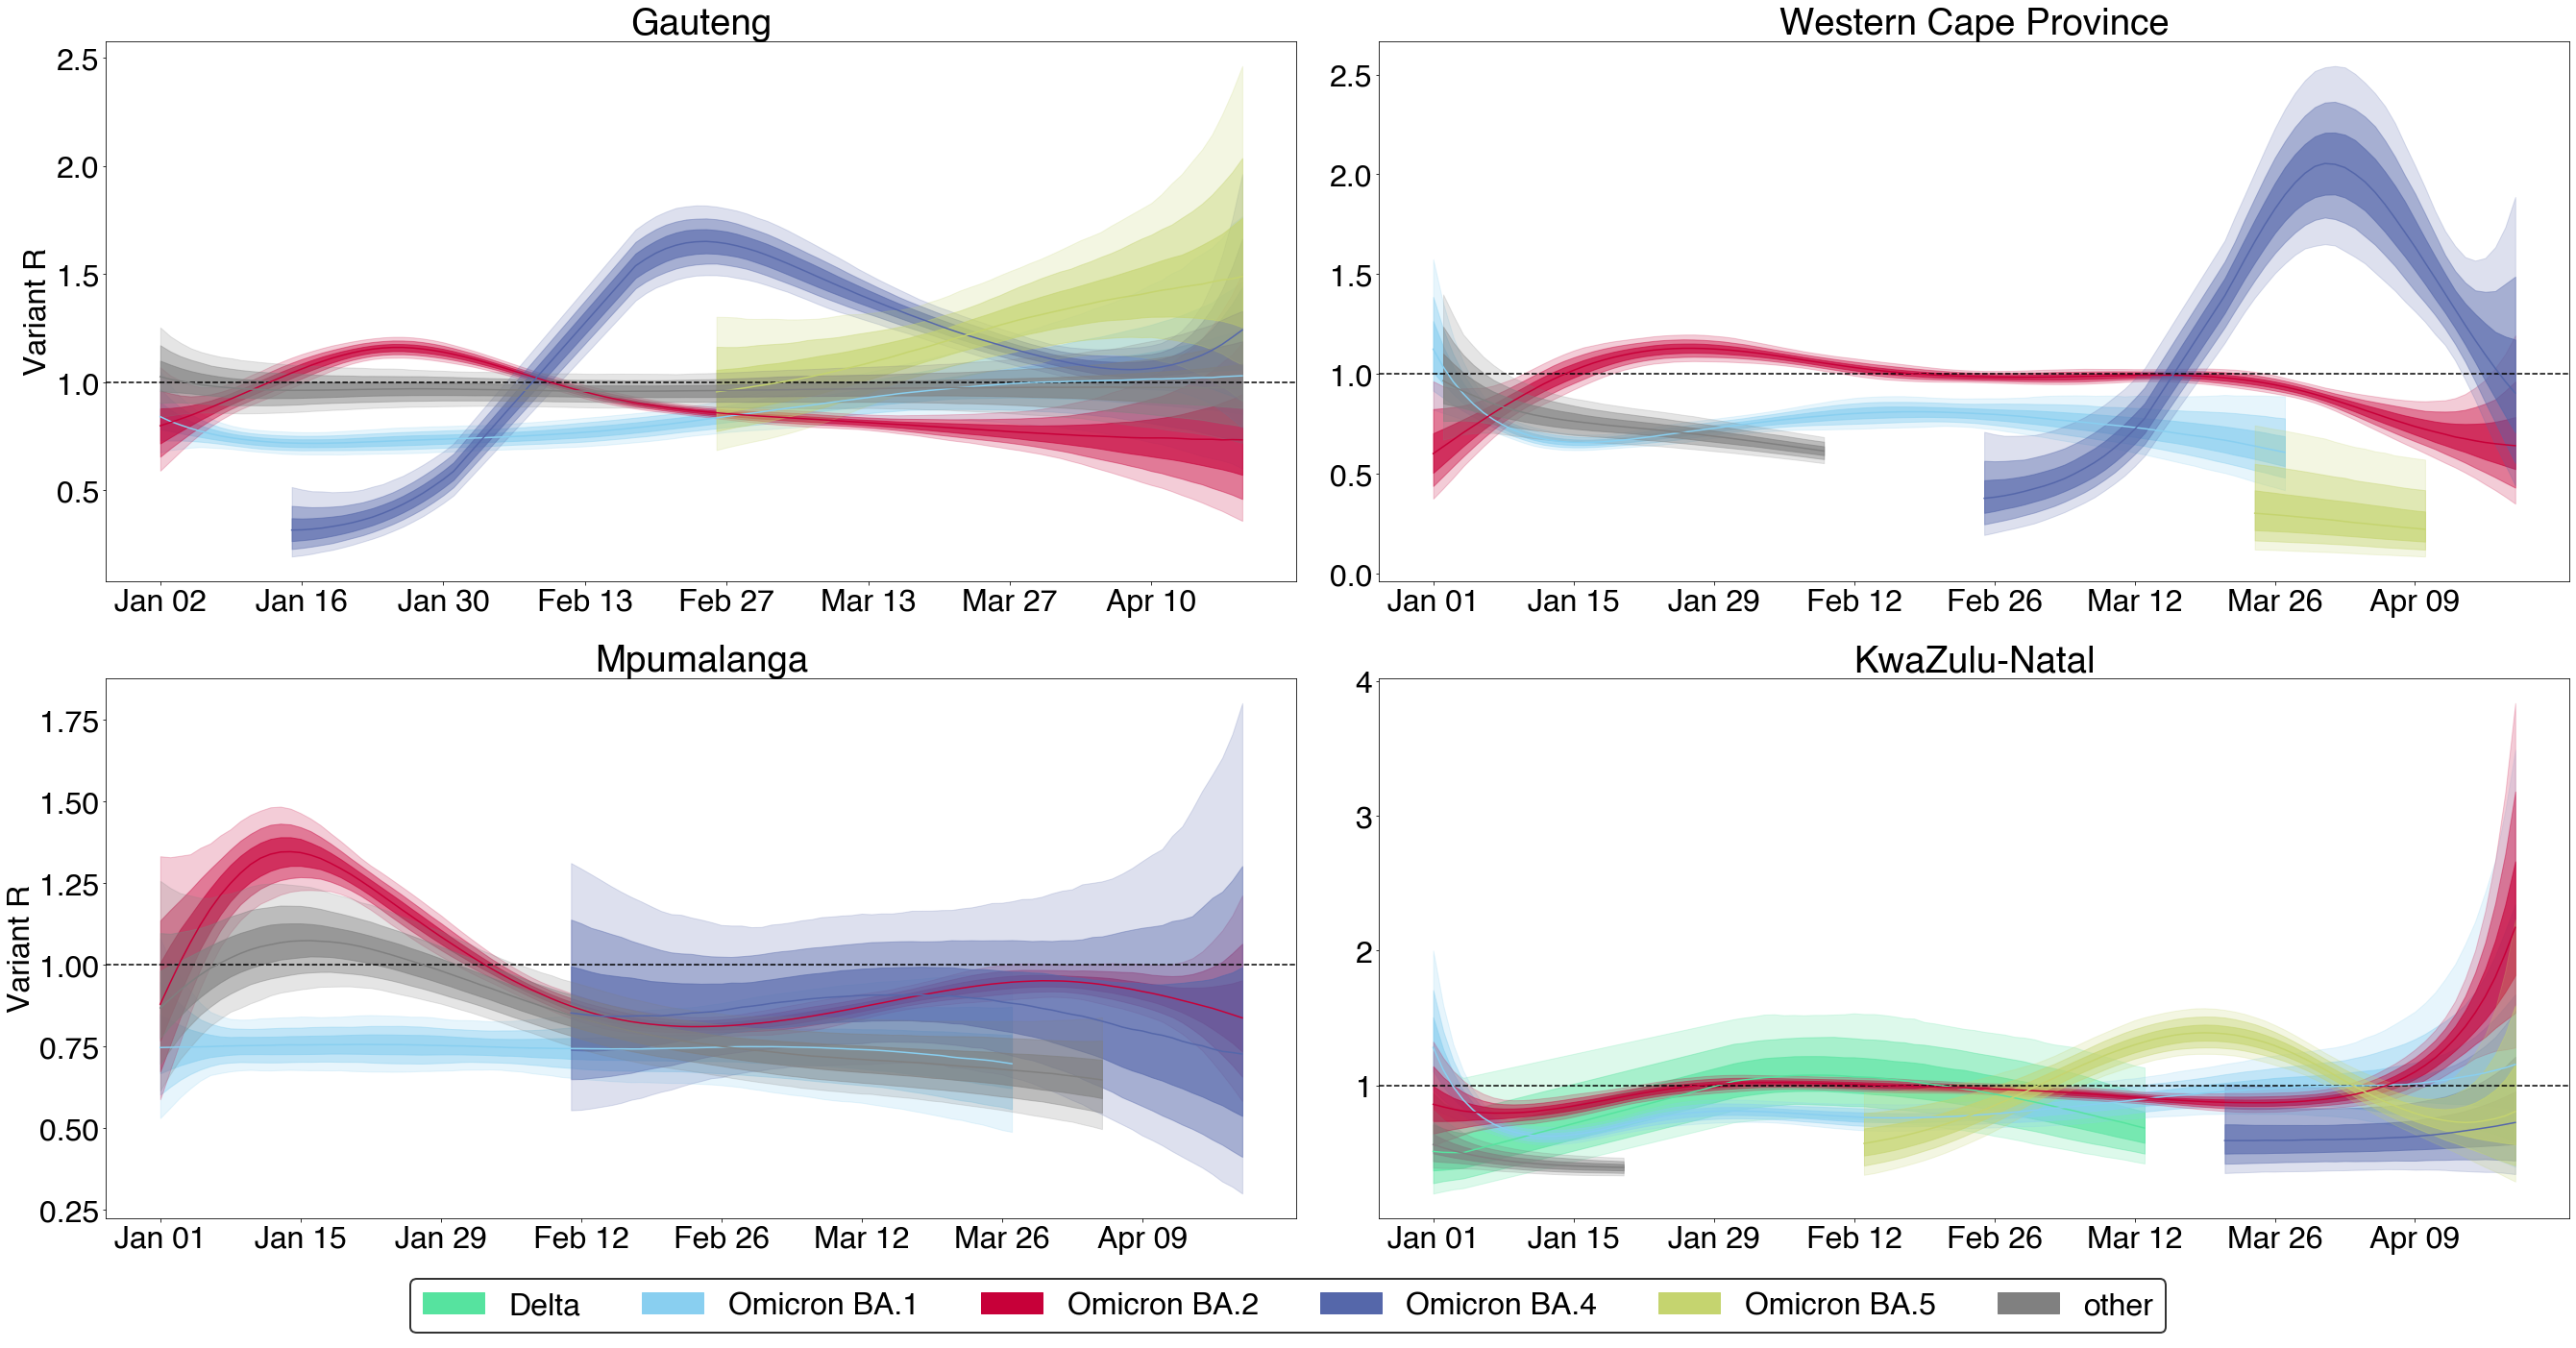 Gauteng
Variant R
2.5
2.0
1.5
1.0
0.5
Jan 02 Jan 16 Jan 30 Feb 13 Feb 27 Mar 13 Mar 27 Apr 10
Western Cape Province
2.5
2.0
1.5
1.0
0.5
0.0
Jan 01 Jan 15 Jan 29 Feb 12 Feb 26 Mar 12 Mar 26 Apr 09
Mpumalanga
Variant R
1.75
1.50
1.25
1.00
0.75
0.50
0.25
Jan 01 Jan 15 Jan 29 Feb 12 Feb 26 Mar 12 Mar 26 Apr 09
KwaZulu-Natal
4
3
2
1
Jan 01 Jan 15 Jan 29 Feb 12 Feb 26 Mar 12 Mar 26 Apr 09
Delta Omicron BA.1 Omicron BA.2 Omicron BA.4 Omicron BA.5 other